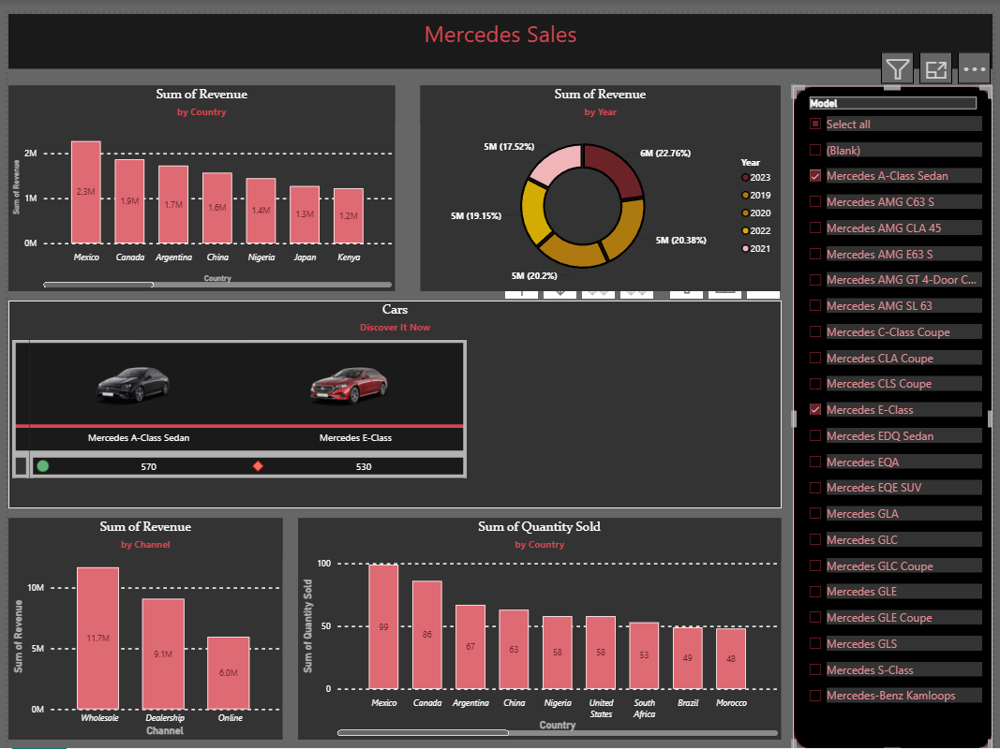 Mercedes Sales
Sum of Revenue
by Country
Sum of Revenue
2M
1M
0M
2.3M
1.9M
1.7M
1.6M
1.4M
1.3M
1.2M
Mexico
Canada
Argentina
China
Nigeria
Japan
Kenya
Country
Sum of Revenue
by Year
5M (17.52%)
6M (22.76%)
5M (19.15%)
5M (20.38%)
5M (20.2%)
Year
2023
2019
2020
2022
2021
Cars
Discover It Now
Mercedes A-Class Sedan
Mercedes E-Class
570
530
Sum of Revenue
by Channel
Sum of Revenue
10M
5M
0M
11.7M
9.1M
6.0M
Wholesale
Dealership
Online
Channel
Sum of Quantity Sold
by Country
Sum of Quantity Sold
100
50
0
99
86
67
63
58
58
53
49
48
Mexico
Canada
Argentina
China
Nigeria
United
States
South
Africa
Brazil
Morocco
Country
Model
Select all
(Blank)
Mercedes A-Class Sedan
Mercedes AMG C63 S
Mercedes AMG CLA 45
Mercedes AMG E63 S
Mercedes AMG GT 4-Door C...
Mercedes AMG SL 63
Mercedes C-Class Coupe
Mercedes CLA Coupe
Mercedes CLS Coupe
Mercedes E-Class
Mercedes EDQ Sedan
Mercedes EQA
Mercedes EQE SUV
Mercedes GLA
Mercedes GLC
Mercedes GLC Coupe
Mercedes GLE
Mercedes GLE Coupe
Mercedes GLS
Mercedes S-Class
Mercedes-Benz Kamloops